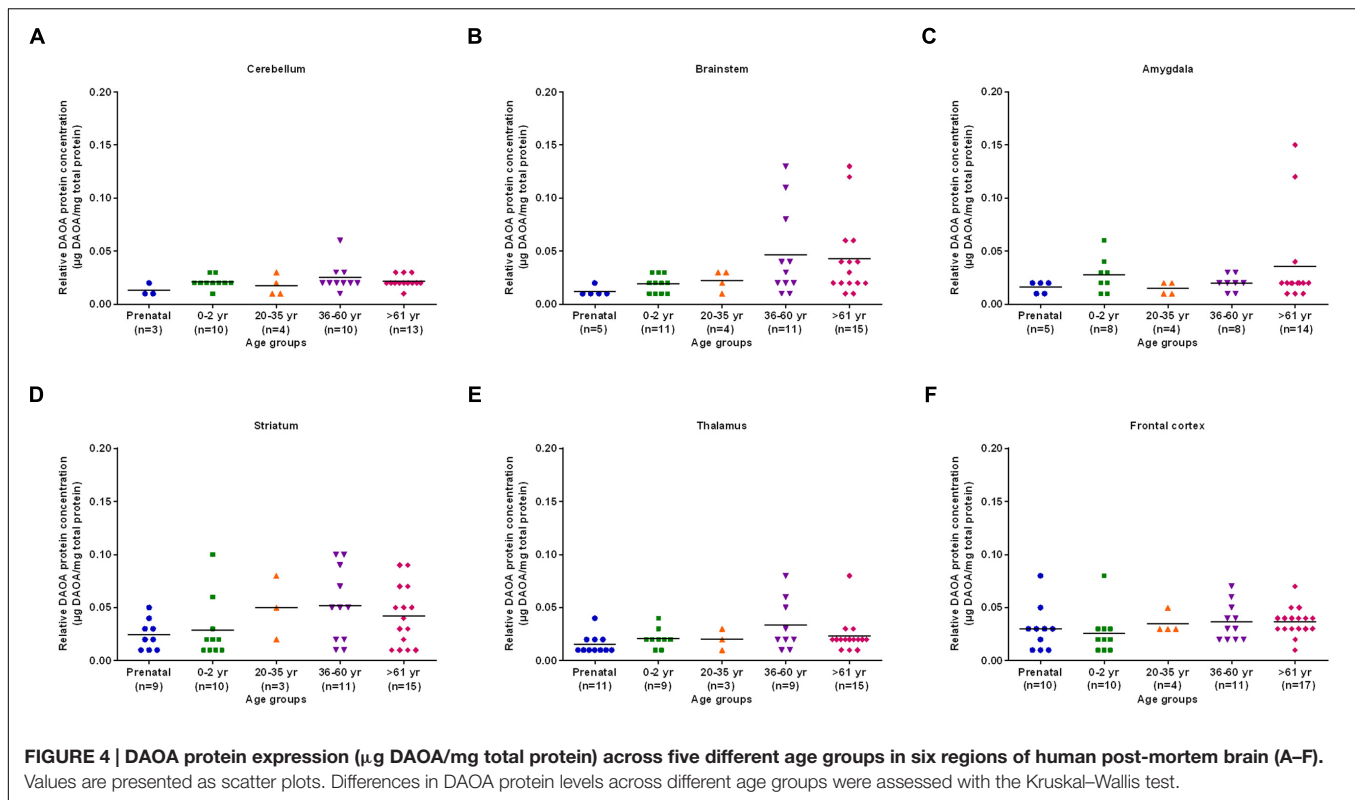 A
Cerebellum
Relative DAOA protein concentration
(µg DAOA/mg total protein)
0.20
0.15
0.10
0.05
0.00
Prenatal 0-2 yr 20-35 yr 36-60 yr >61 yr
(n=3) (n=10) (n=4) (n=10) (n=13)
Age groups
B
Brainstem
Relative DAOA protein concentration
(µg DAOA/mg total protein)
0.20
0.15
0.10
0.05
0.00
Prenatal 0-2 yr 20-35 yr 36-60 yr >61 yr
(n=5) (n=11) (n=4) (n=11) (n=15)
Age groups
C
Amygdala
Relative DAOA protein concentration
(µg DAOA/mg total protein)
0.20
0.15
0.10
0.05
0.00
Prenatal 0-2 yr 20-35 yr 36-60 yr >61 yr
(n=5) (n=8) (n=4) (n=8) (n=14)
Age groups
D
Striatum
Relative DAOA protein concentration
(µg DAOA/mg total protein)
0.20
0.15
0.10
0.05
0.00
Prenatal 0-2 yr 20-35 yr 36-60 yr >61 yr
(n=9) (n=10) (n=3) (n=11) (n=15)
Age groups
E
Thalamus
Relative DAOA protein concentration
(µg DAOA/mg total protein)
0.20
0.15
0.10
0.05
0.00
Prenatal 0-2 yr 20-35 yr 36-60 yr >61 yr
(n=11) (n=9) (n=3) (n=9) (n=15)
Age groups
F
Frontal cortex
Relative DAOA protein concentration
(µg DAOA/mg total protein)
0.20
0.15
0.10
0.05
0.00
Prenatal 0-2 yr 20-35 yr 36-60 yr >61 yr
(n=10) (n=10) (n=4) (n=11) (n=17)
Age groups
FIGURE 4 | DAOA protein expression (µg DAOA/mg total protein) across five different age groups in six regions of human post-mortem brain (A–F).
Values are presented as scatter plots. Differences in DAOA protein levels across different age groups were assessed with the Kruskal–Wallis test.